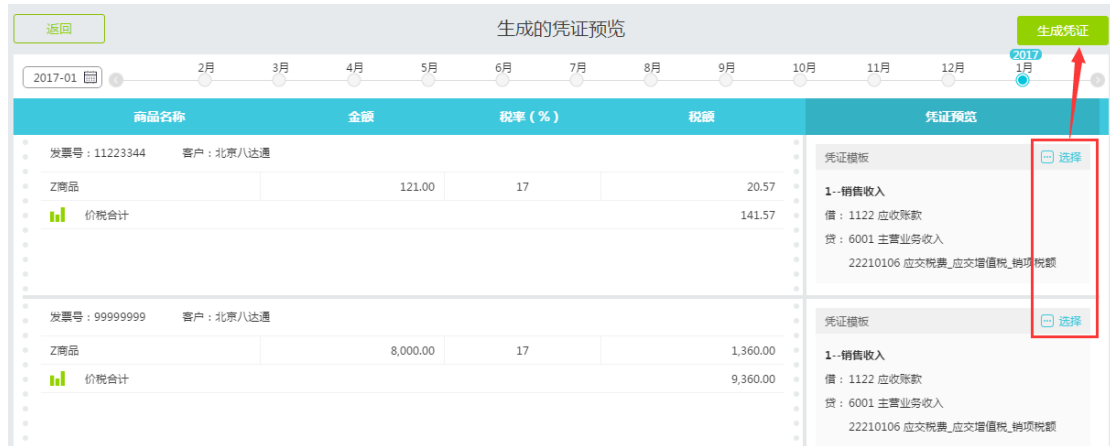 返回
生成的凭证预览
生成凭证
2017-01
2月 3月 4月 5月 6月 7月 8月 9月 10月 11月 12月 2017 1月
商品名称 金额 税率（%） 税额 凭证预览
发票号：11223344 客户：北京八达通
Z商品 121.00 17 20.57
价税合计 141.57
凭证模板 选择
1--销售收入
借：1122 应收账款
贷：6001 主营业务收入
22210106 应交税费_应交增值税_销项税额
发票号：99999999 客户：北京八达通
Z商品 8,000.00 17 1,360.00
价税合计 9,360.00
凭证模板 选择
1--销售收入
借：1122 应收账款
贷：6001 主营业务收入
22210106 应交税费_应交增值税_销项税额